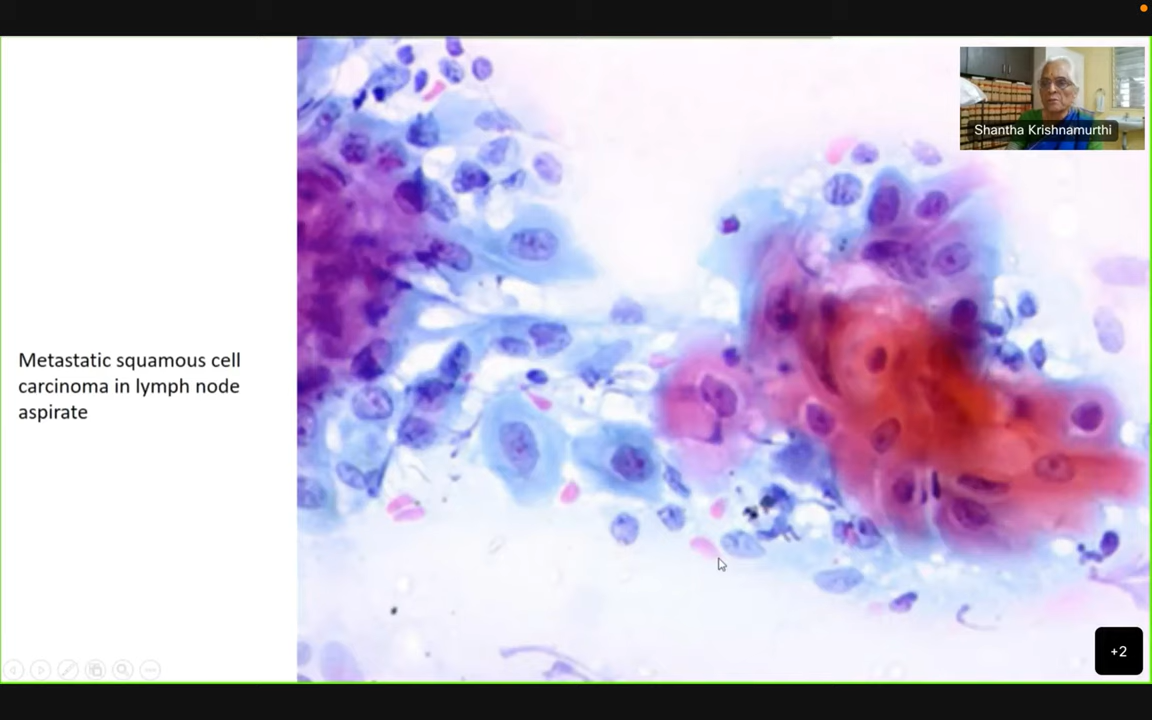 Shantha Krishnamurthi
Metastatic squamous cell
carcinoma in lymph node
aspirate
+2